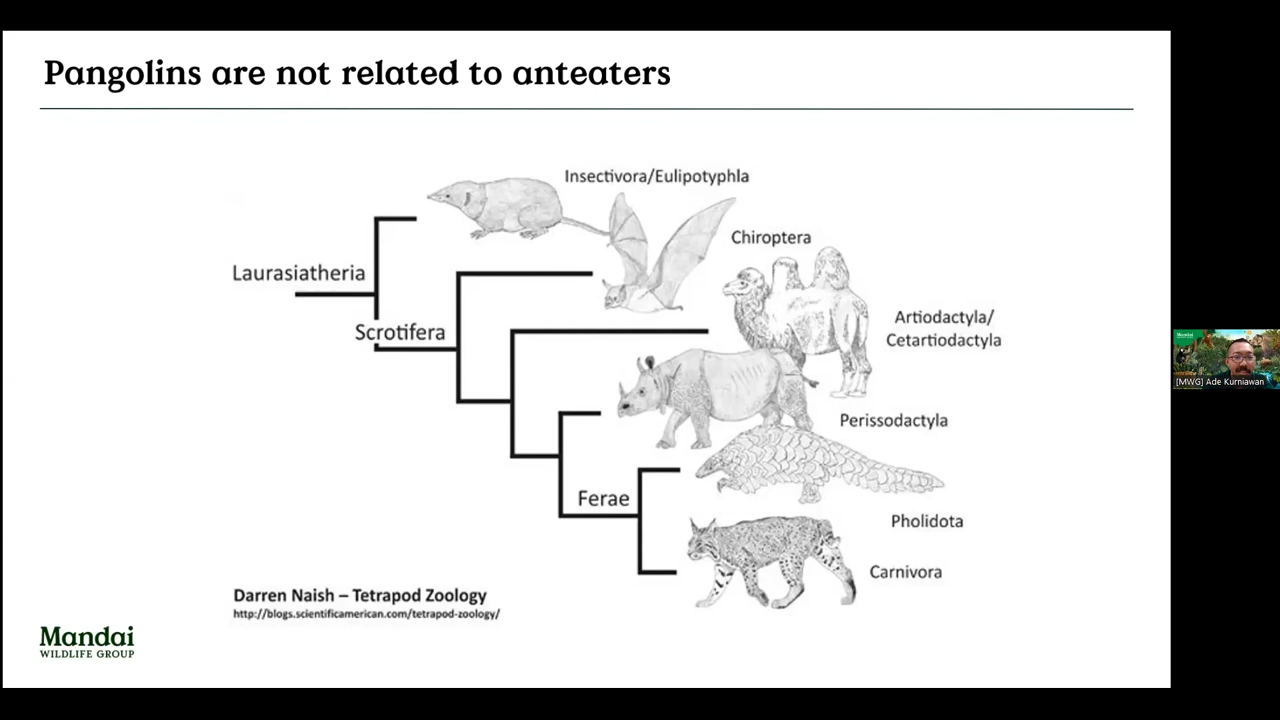 Pangolins are not related to anteaters
Insectivora/Eulipotyphla
Chiroptera
Laurasiatheria
Artiodactyla/
Cetartiodactyla
Scrotifera
Perissodactyla
Ferae
Pholidota
Carnivora
Darren Naish – Tetrapod Zoology
http://blogs.scientificamerican.com/tetrapod-zoology/
Mandai
WILDLIFE GROUP
Mandai
[MWG] Ade Kurniawan